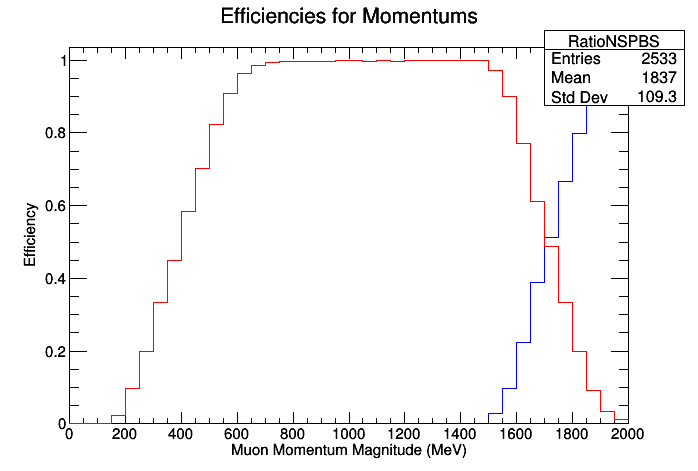 Efficiencies for Momentums
RatioNSPBS
Entries 2533
Mean 1837
Std Dev 109.3
1
0.8
0.6
0.4
0.2
0
Efficiency
0 200 400 600 800 1000 1200 1400 1600 1800 2000
Muon Momentum Magnitude (MeV)